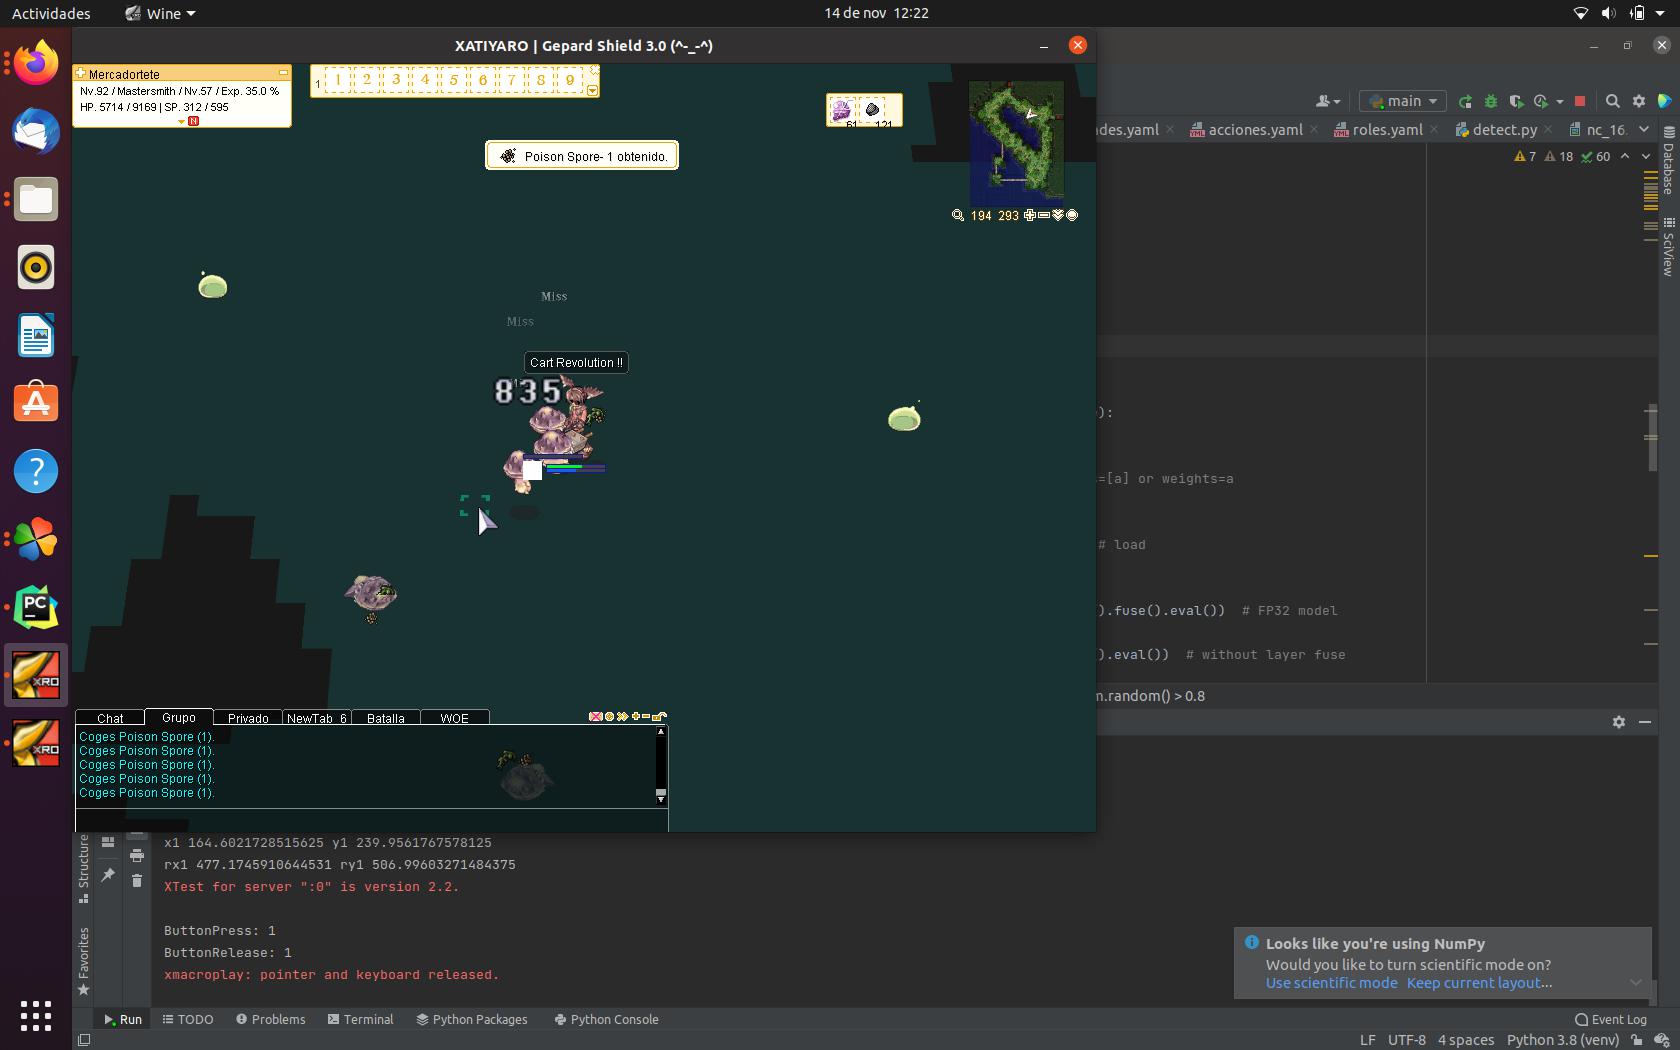 Actividades
Wine
14 de nov 12:22
XATIYARO | Gepard Shield 3.0 (^-_-^)
Mercadortete
Nv.92 / Mastersmith / Nv.57 / Exp. 35.0 %
HP. 5714 / 9169 | SP. 312 / 595
N
1 1 2 3 4 5 6 7 8 9
61 121
Poison Spore- 1 obtenido.
194 293
Miss
Miss
Cart Revolution !!
835
Chat Grupo Privado NewTab_6 Batalla WOE
Coges Poison Spore (1).
Coges Poison Spore (1).
Coges Poison Spore (1).
Coges Poison Spore (1).
Coges Poison Spore (1).
main
des.yaml acciones.yaml roles.yaml detect.py nc_16
7 18 60
Database
SciView
):
=[a] or weights=a
# load
).fuse().eval()) # FP32 model
).eval()) # without layer fuse
m.random() > 0.8
PC
XRO
XRO
Structure
Favorites
x1 164.6021728515625 y1 239.9561767578125
rx1 477.1745910644531 ry1 506.99603271484375
XTest for server ":0" is version 2.2.
ButtonPress: 1
ButtonRelease: 1
xmacroplay: pointer and keyboard released.
Looks like you're using NumPy
Would you like to turn scientific mode on?
Use scientific mode Keep current layout...
Run TODO Problems Terminal Python Packages Python Console
Event Log
LF UTF-8 4 spaces Python 3.8 (venv)